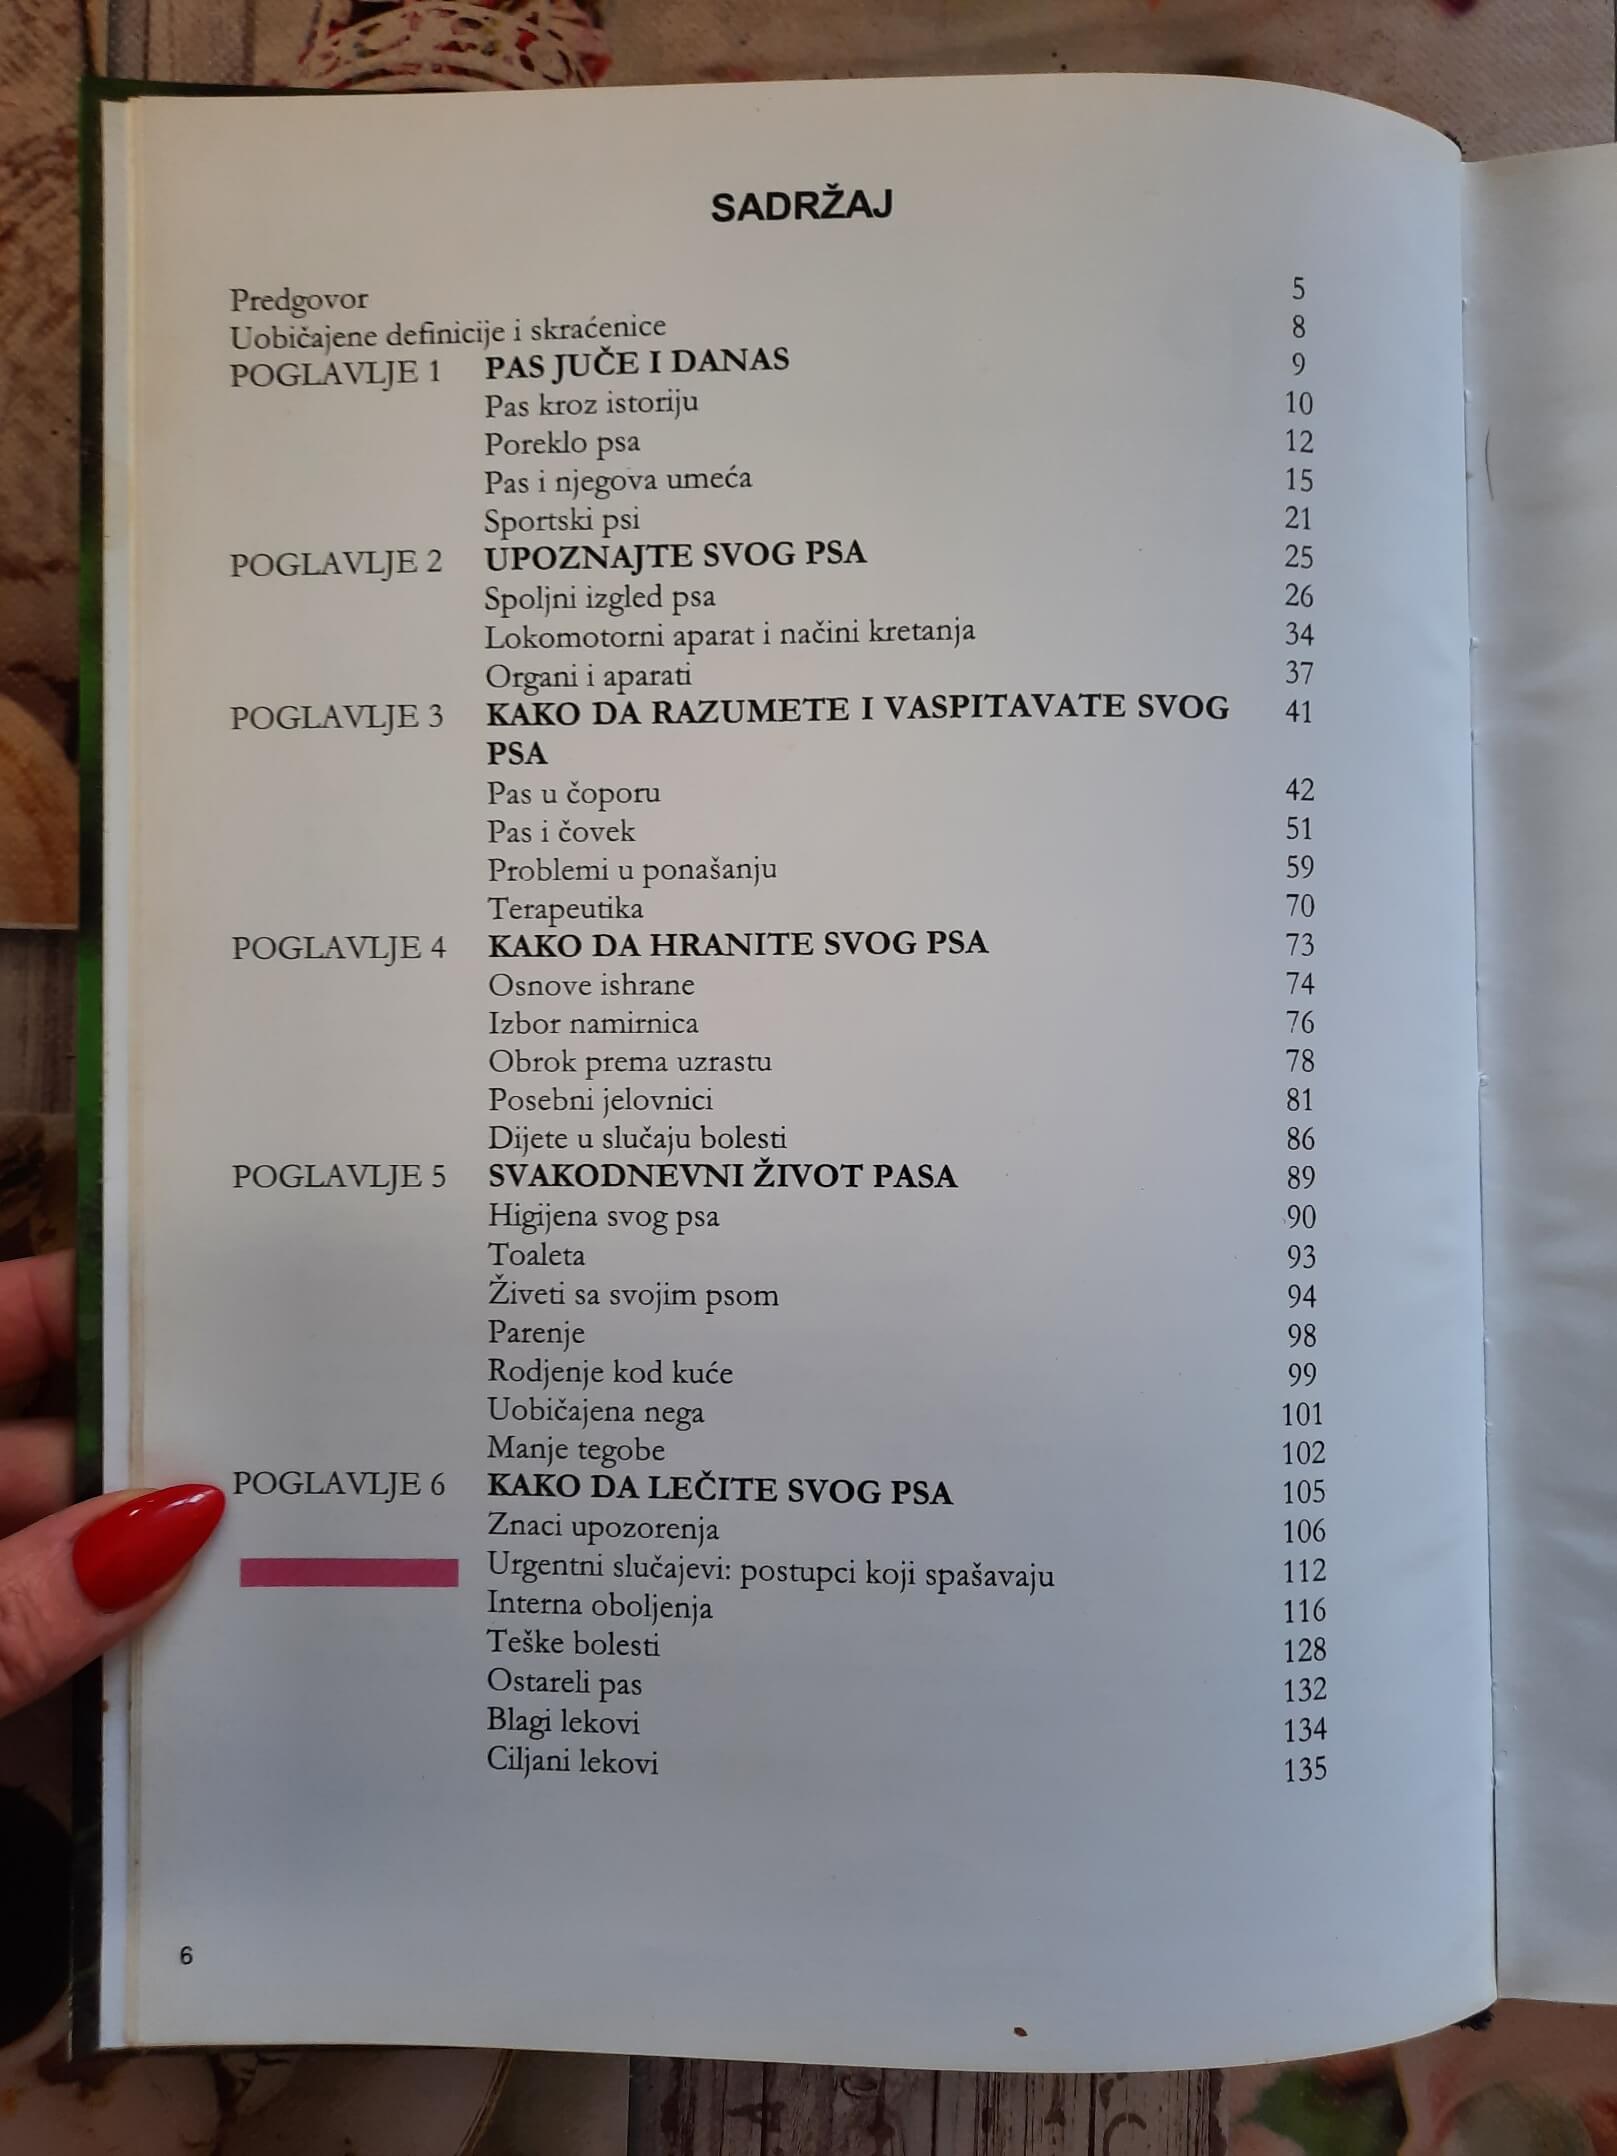 SADRŽAJ
Predgovor 5
Uobičajene definicije i skraćenice 8
POGLAVLJE 1 PAS JUČE I DANAS 9
Pas kroz istoriju 10
Poreklo psa 12
Pas i njegova umeća 15
Sportski psi 21
POGLAVLJE 2 UPOZNAJTE SVOG PSA 25
Spoljni izgled psa 26
Lokomotorni aparat i načini kretanja 34
Organi i aparati 37
POGLAVLJE 3 KAKO DA RAZUMETE I VASPITAVATE SVOG 41
PSA
Pas u čoporu 42
Pas i čovek 51
Problemi u ponašanju 59
Terapeutika 70
POGLAVLJE 4 KAKO DA HRANITE SVOG PSA 73
Osnove ishrane 74
Izbor namirnica 76
Obrok prema uzrastu 78
Posebni jelovnici 81
Dijete u slučaju bolesti 86
POGLAVLJE 5 SVAKODNEVNI ŽIVOT PASA 89
Higijena svog psa 90
Toaleta 93
Živeti sa svojim psom 94
Parenje 98
Rodjenje kod kuće 99
Uobičajena nega 101
Manje tegobe 102
POGLAVLJE 6 KAKO DA LEČITE SVOG PSA 105
Znaci upozorenja 106
Urgentni slučajevi: postupci koji spašavaju 112
Interna oboljenja 116
Teške bolesti 128
Ostareli pas 132
Blagi lekovi 134
Ciljani lekovi 135
6